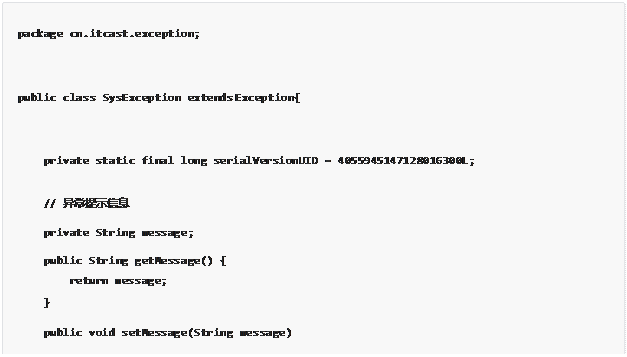 package cn.itcast.exception;
public class SysException extendsException{
private static final long serialVersionUID = 4055945147128016300L;
// 异常提示信息
private String message;
public String getMessage() {
return message;
}
public void setMessage(String message)